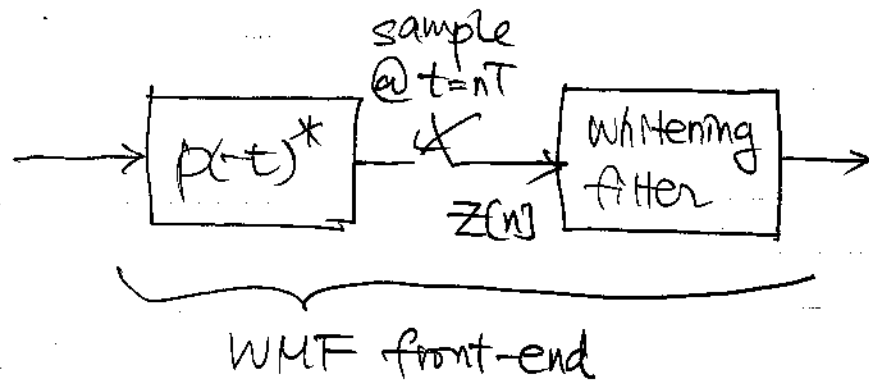 sample
@ t=nT
p(-t)*
whitening
filter
z[n]
WMF front-end